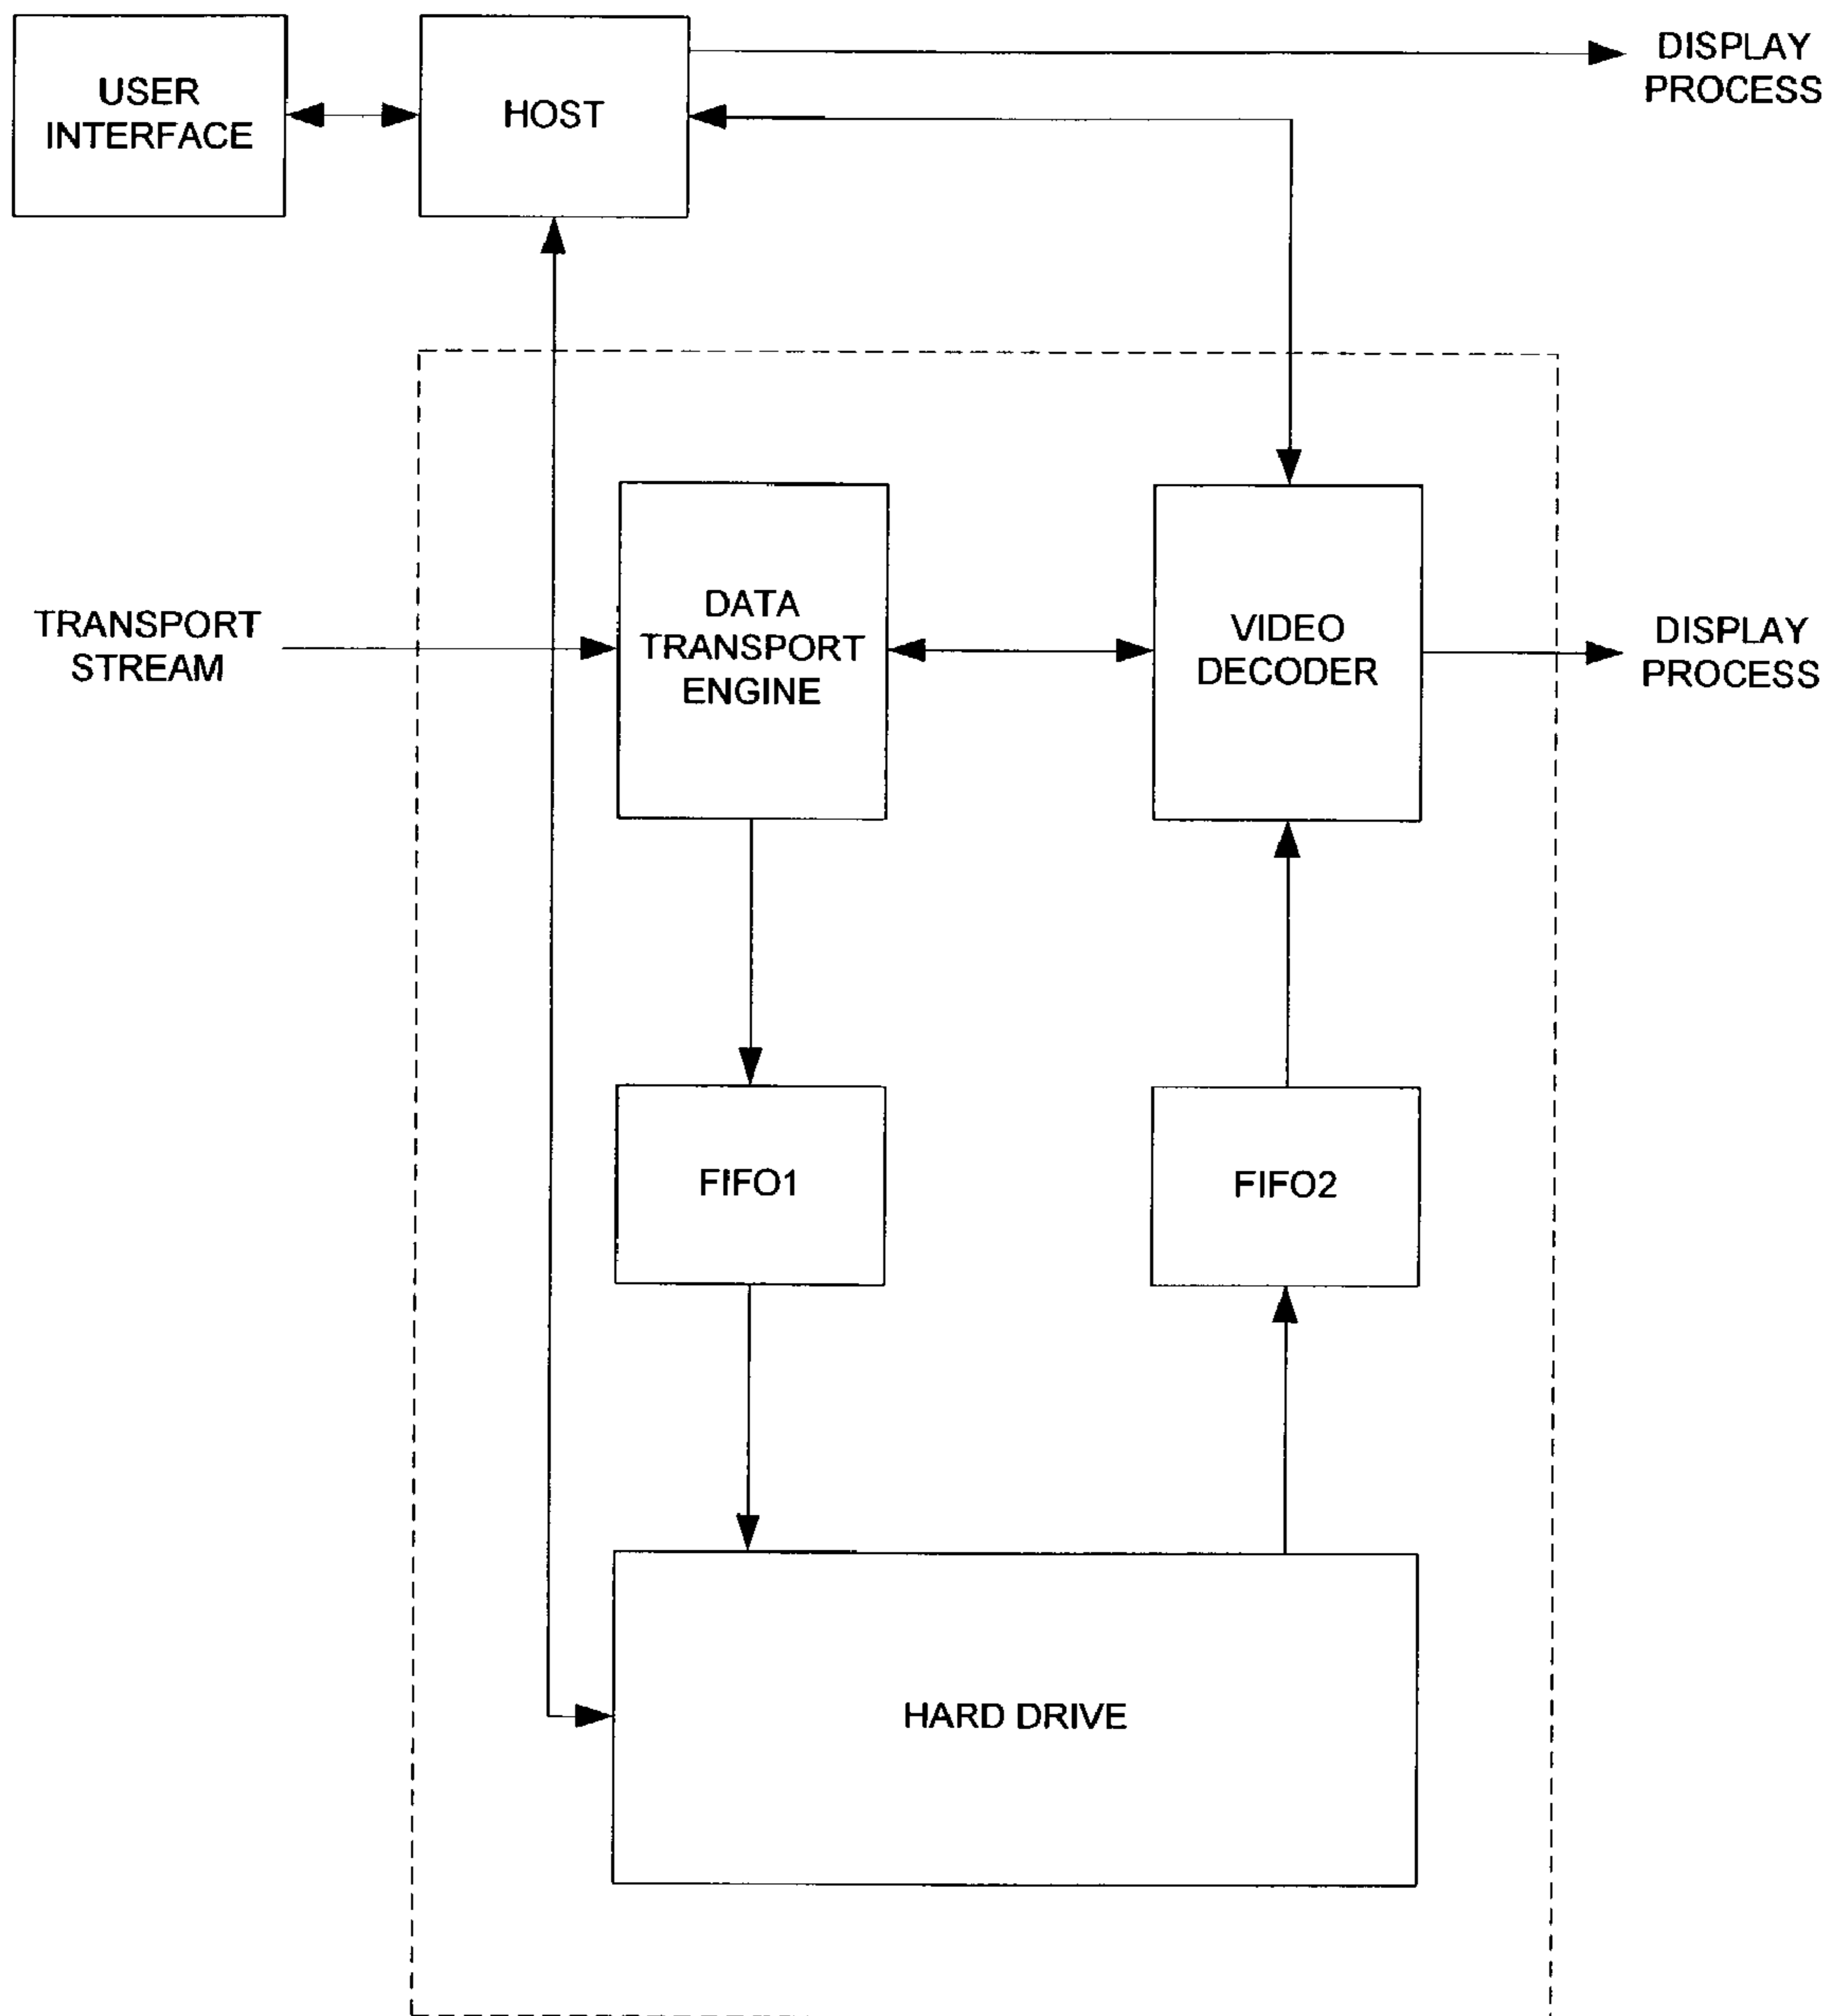 USER
INTERFACE
HOST
DISPLAY
PROCESS
TRANSPORT
STREAM
DATA
TRANSPORT
ENGINE
VIDEO
DECODER
DISPLAY
PROCESS
FIFO1
FIFO2
HARD DRIVE